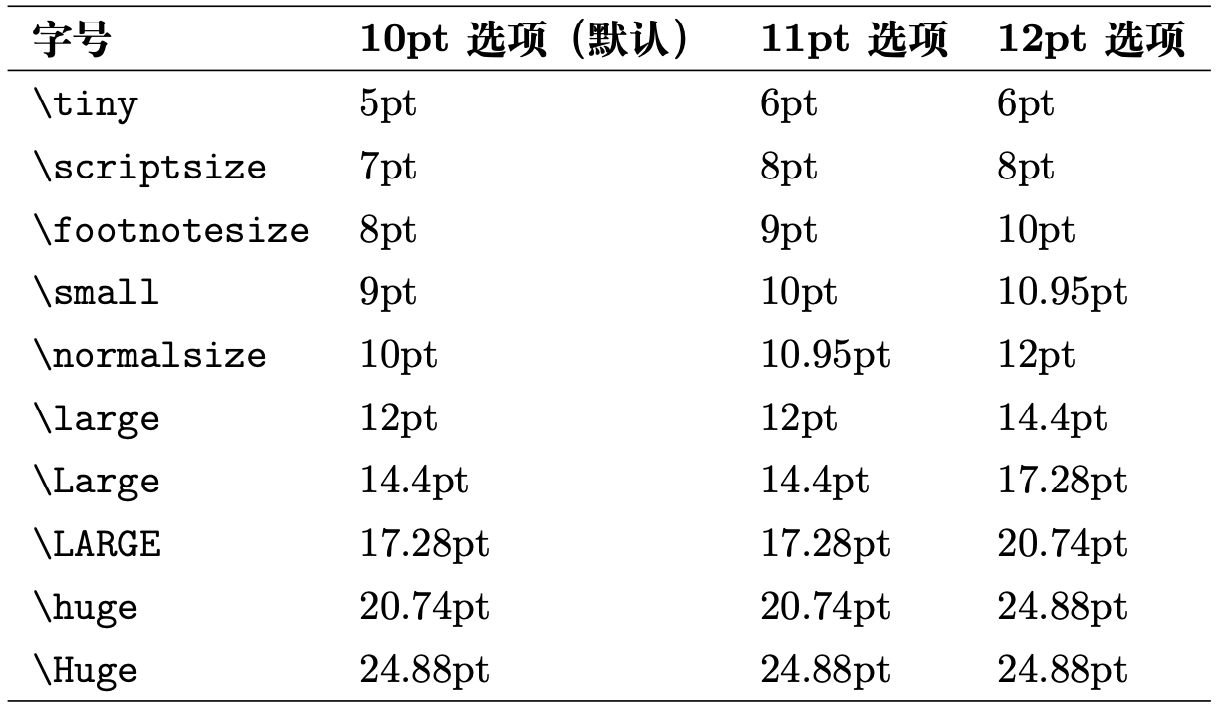 字号 10pt 选项（默认） 11pt 选项 12pt 选项
\tiny 5pt 6pt 6pt
\scriptsize 7pt 8pt 8pt
\footnotesize 8pt 9pt 10pt
\small 9pt 10pt 10.95pt
\normalsize 10pt 10.95pt 12pt
\large 12pt 12pt 14.4pt
\Large 14.4pt 14.4pt 17.28pt
\LARGE 17.28pt 17.28pt 20.74pt
\huge 20.74pt 20.74pt 24.88pt
\Huge 24.88pt 24.88pt 24.88pt